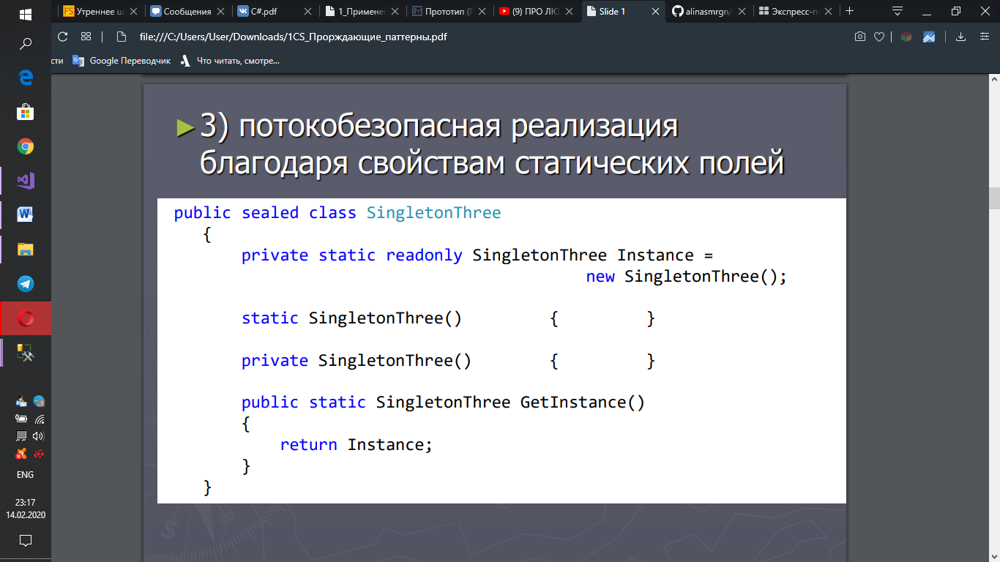 Утреннее ш
Сообщения
C#.pdf
1_Примене
Прототип (P
(9) ПРО ЛЮ
Slide 1
alinasmrgn/
Экспресс-п
file:///C:/Users/User/Downloads/1CS_Прорждающие_паттерны.pdf
сти
Google Переводчик
Что читать, смотре...
3) потокобезопасная реализация
благодаря свойствам статических полей
public sealed class SingletonThree
{
private static readonly SingletonThree Instance =
new SingletonThree();
static SingletonThree() { }
private SingletonThree() { }
public static SingletonThree GetInstance()
{
return Instance;
}
}
ENG
23:17
14.02.2020